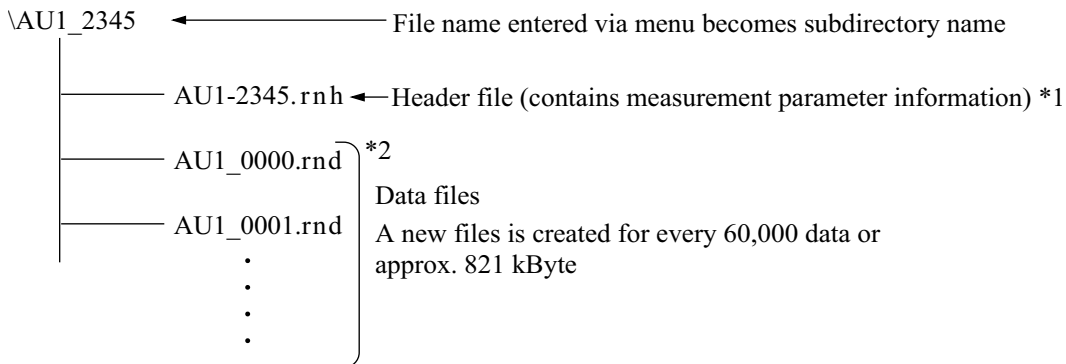 \AU1_2345
File name entered via menu becomes subdirectory name
AU1-2345.rnh
Header file (contains measurement parameter information) *1
AU1_0000.rnd
*2
Data files
AU1_0001.rnd
A new files is created for every 60,000 data or
approx. 821 kByte